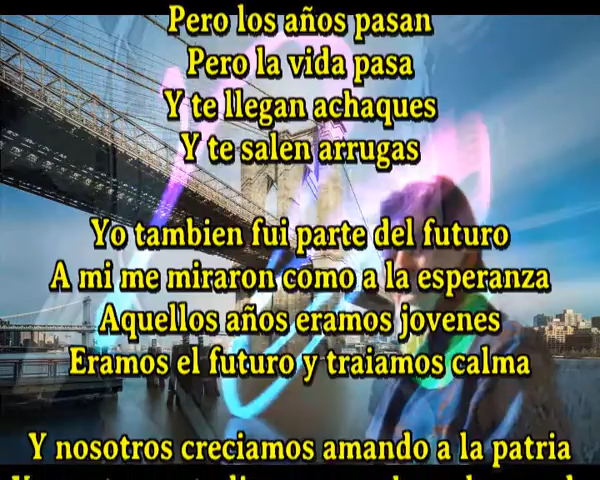 Pero los años pasan
Pero la vida pasa
Y te llegan achaques
Y te salen arrugas
Yo tambien fui parte del futuro
A mi me miraron como a la esperanza
Aquellos años eramos jovenes
Eramos el futuro y traiamos calma
Y nosotros creciamos amando a la patria